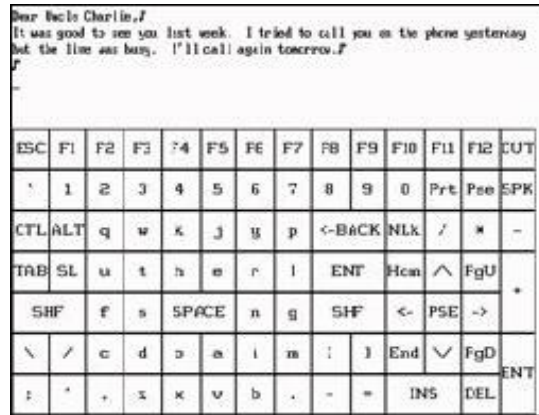 Dear Uncle Charlie,
It was good to see you last week. I tried to call you on the phone yesterday
but the line was busy. I'll call again tomorrow.
ESC F1 F2 F3 F4 F5 F6 F7 F8 F9 F10 F11 F12 CUT
1 2 3 4 5 6 7 8 9 0 Prt Pse SPK
CTL ALT q w K j y p <-BACK NLk / * -
TAB SL u t h e r l ENT Hom ^ PgU +
SHF f s SPACE n g SHF <- PSE ->
\ / c d o a i m : ] End PgD ENT
; z x v b . - = INS DEL